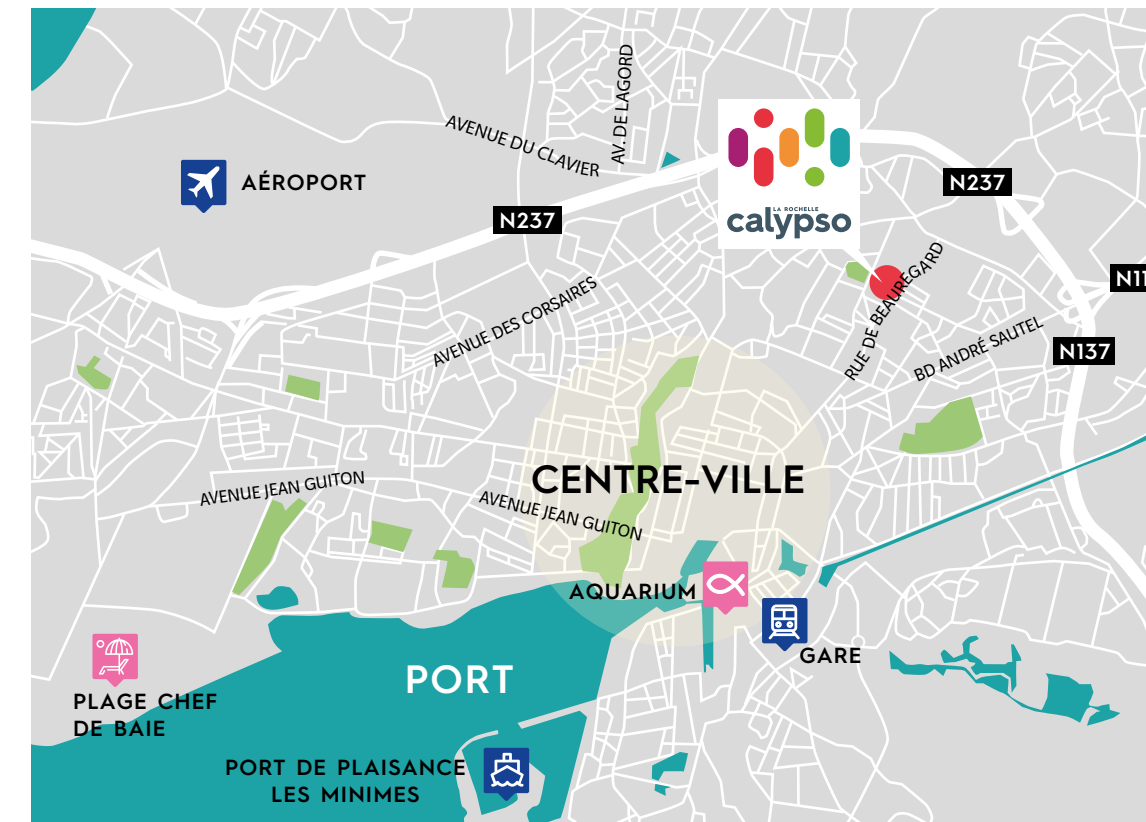 AVENUE DU CLAVIER
AV. DE LAGORD
LA ROCHELLE
calypso
AÉROPORT
N237
N237
N11
RUE DE BEAUREGARD
AVENUE DES CORSAIRES
BD ANDRÉ SAUTEL
N137
CENTRE-VILLE
AVENUE JEAN GUITON
AVENUE JEAN GUITON
AQUARIUM
GARE
PORT
PLAGE CHEF
DE BAIE
PORT DE PLAISANCE
LES MINIMES